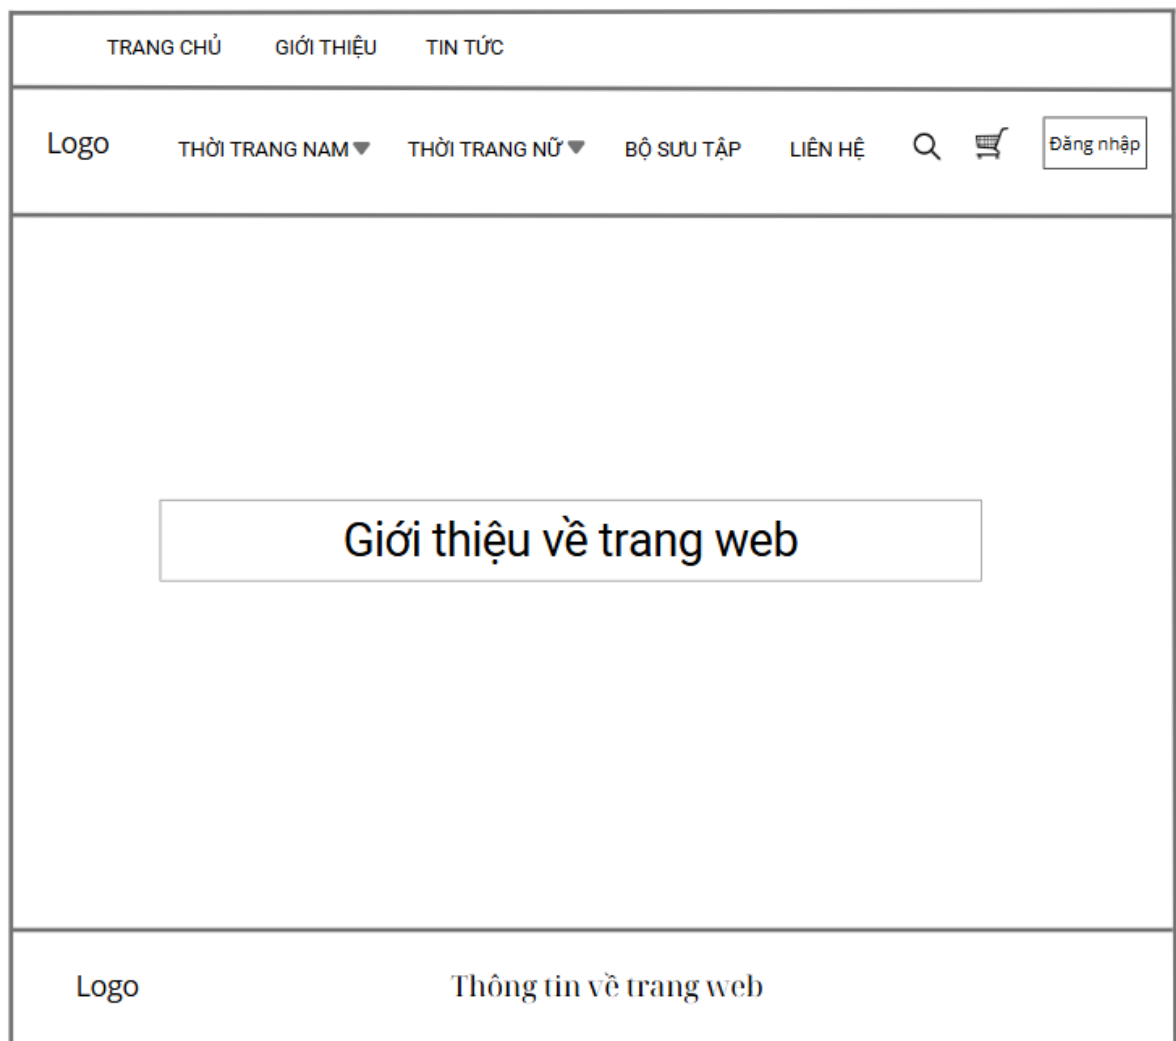 TRANG CHỦ GIỚI THIỆU TIN TỨC
Logo THỜI TRANG NAM THỜI TRANG NỮ BỘ SƯU TẬP LIÊN HỆ Đăng nhập
Giới thiệu về trang web
Logo Thông tin về trang web